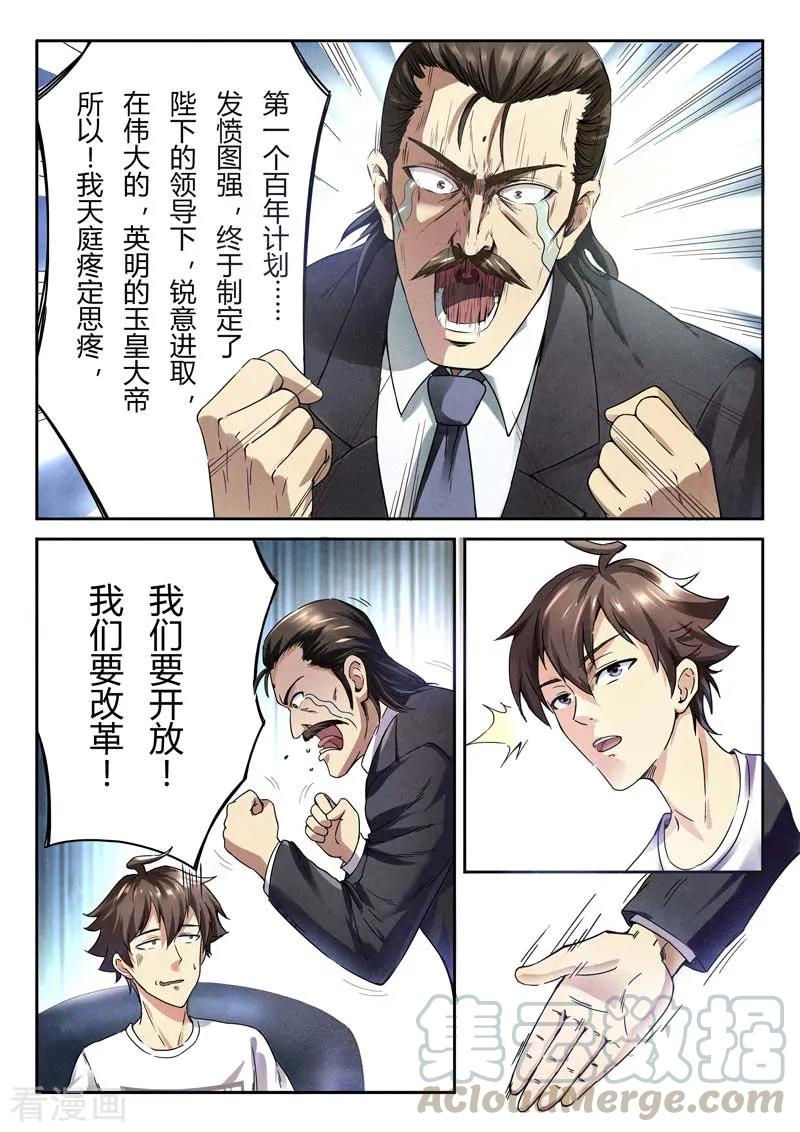 所以！我天庭疼定思疼，
在伟大的，英明的玉皇大帝
陛下的领导下，锐意进取，
发愤图强，终于制定了
第一个百年计划……
我们要改革！
我们要开放！
集云数据
ACloudMerge.com
看漫画